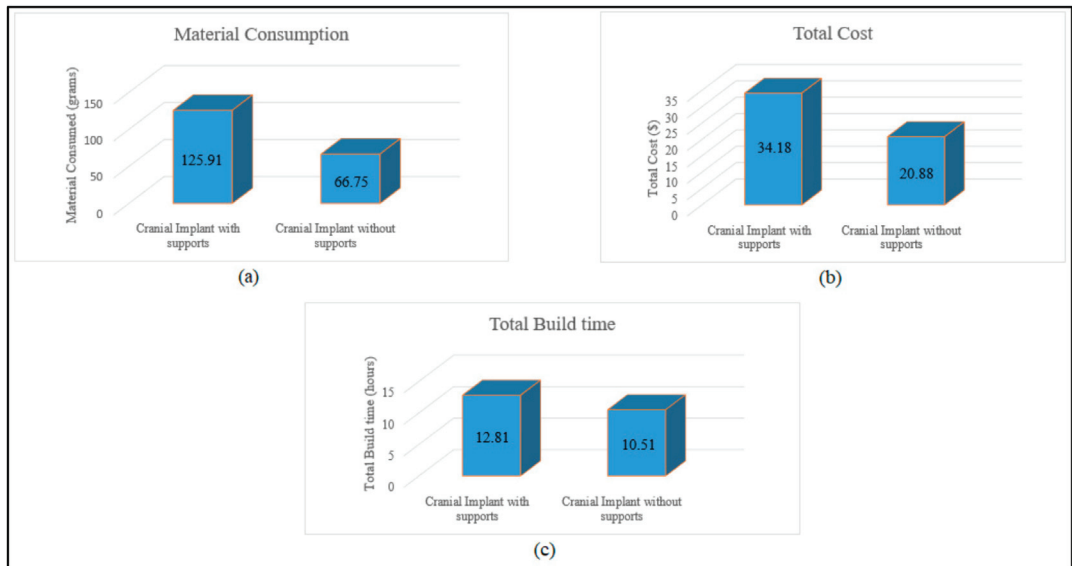 Material Consumption
Material Consumed (grams)
150
100
50
0
125.91
66.75
Cranial Implant with
supports
Cranial Implant without
supports
(a)
Total Cost
Total Cost ($)
35
30
25
20
15
10
5
0
34.18
20.88
Cranial Implant with
supports
Cranial Implant without
supports
(b)
Total Build time
Total Build time (hours)
15
10
5
0
12.81
10.51
Cranial Implant with
supports
Cranial Implant without
supports
(c)